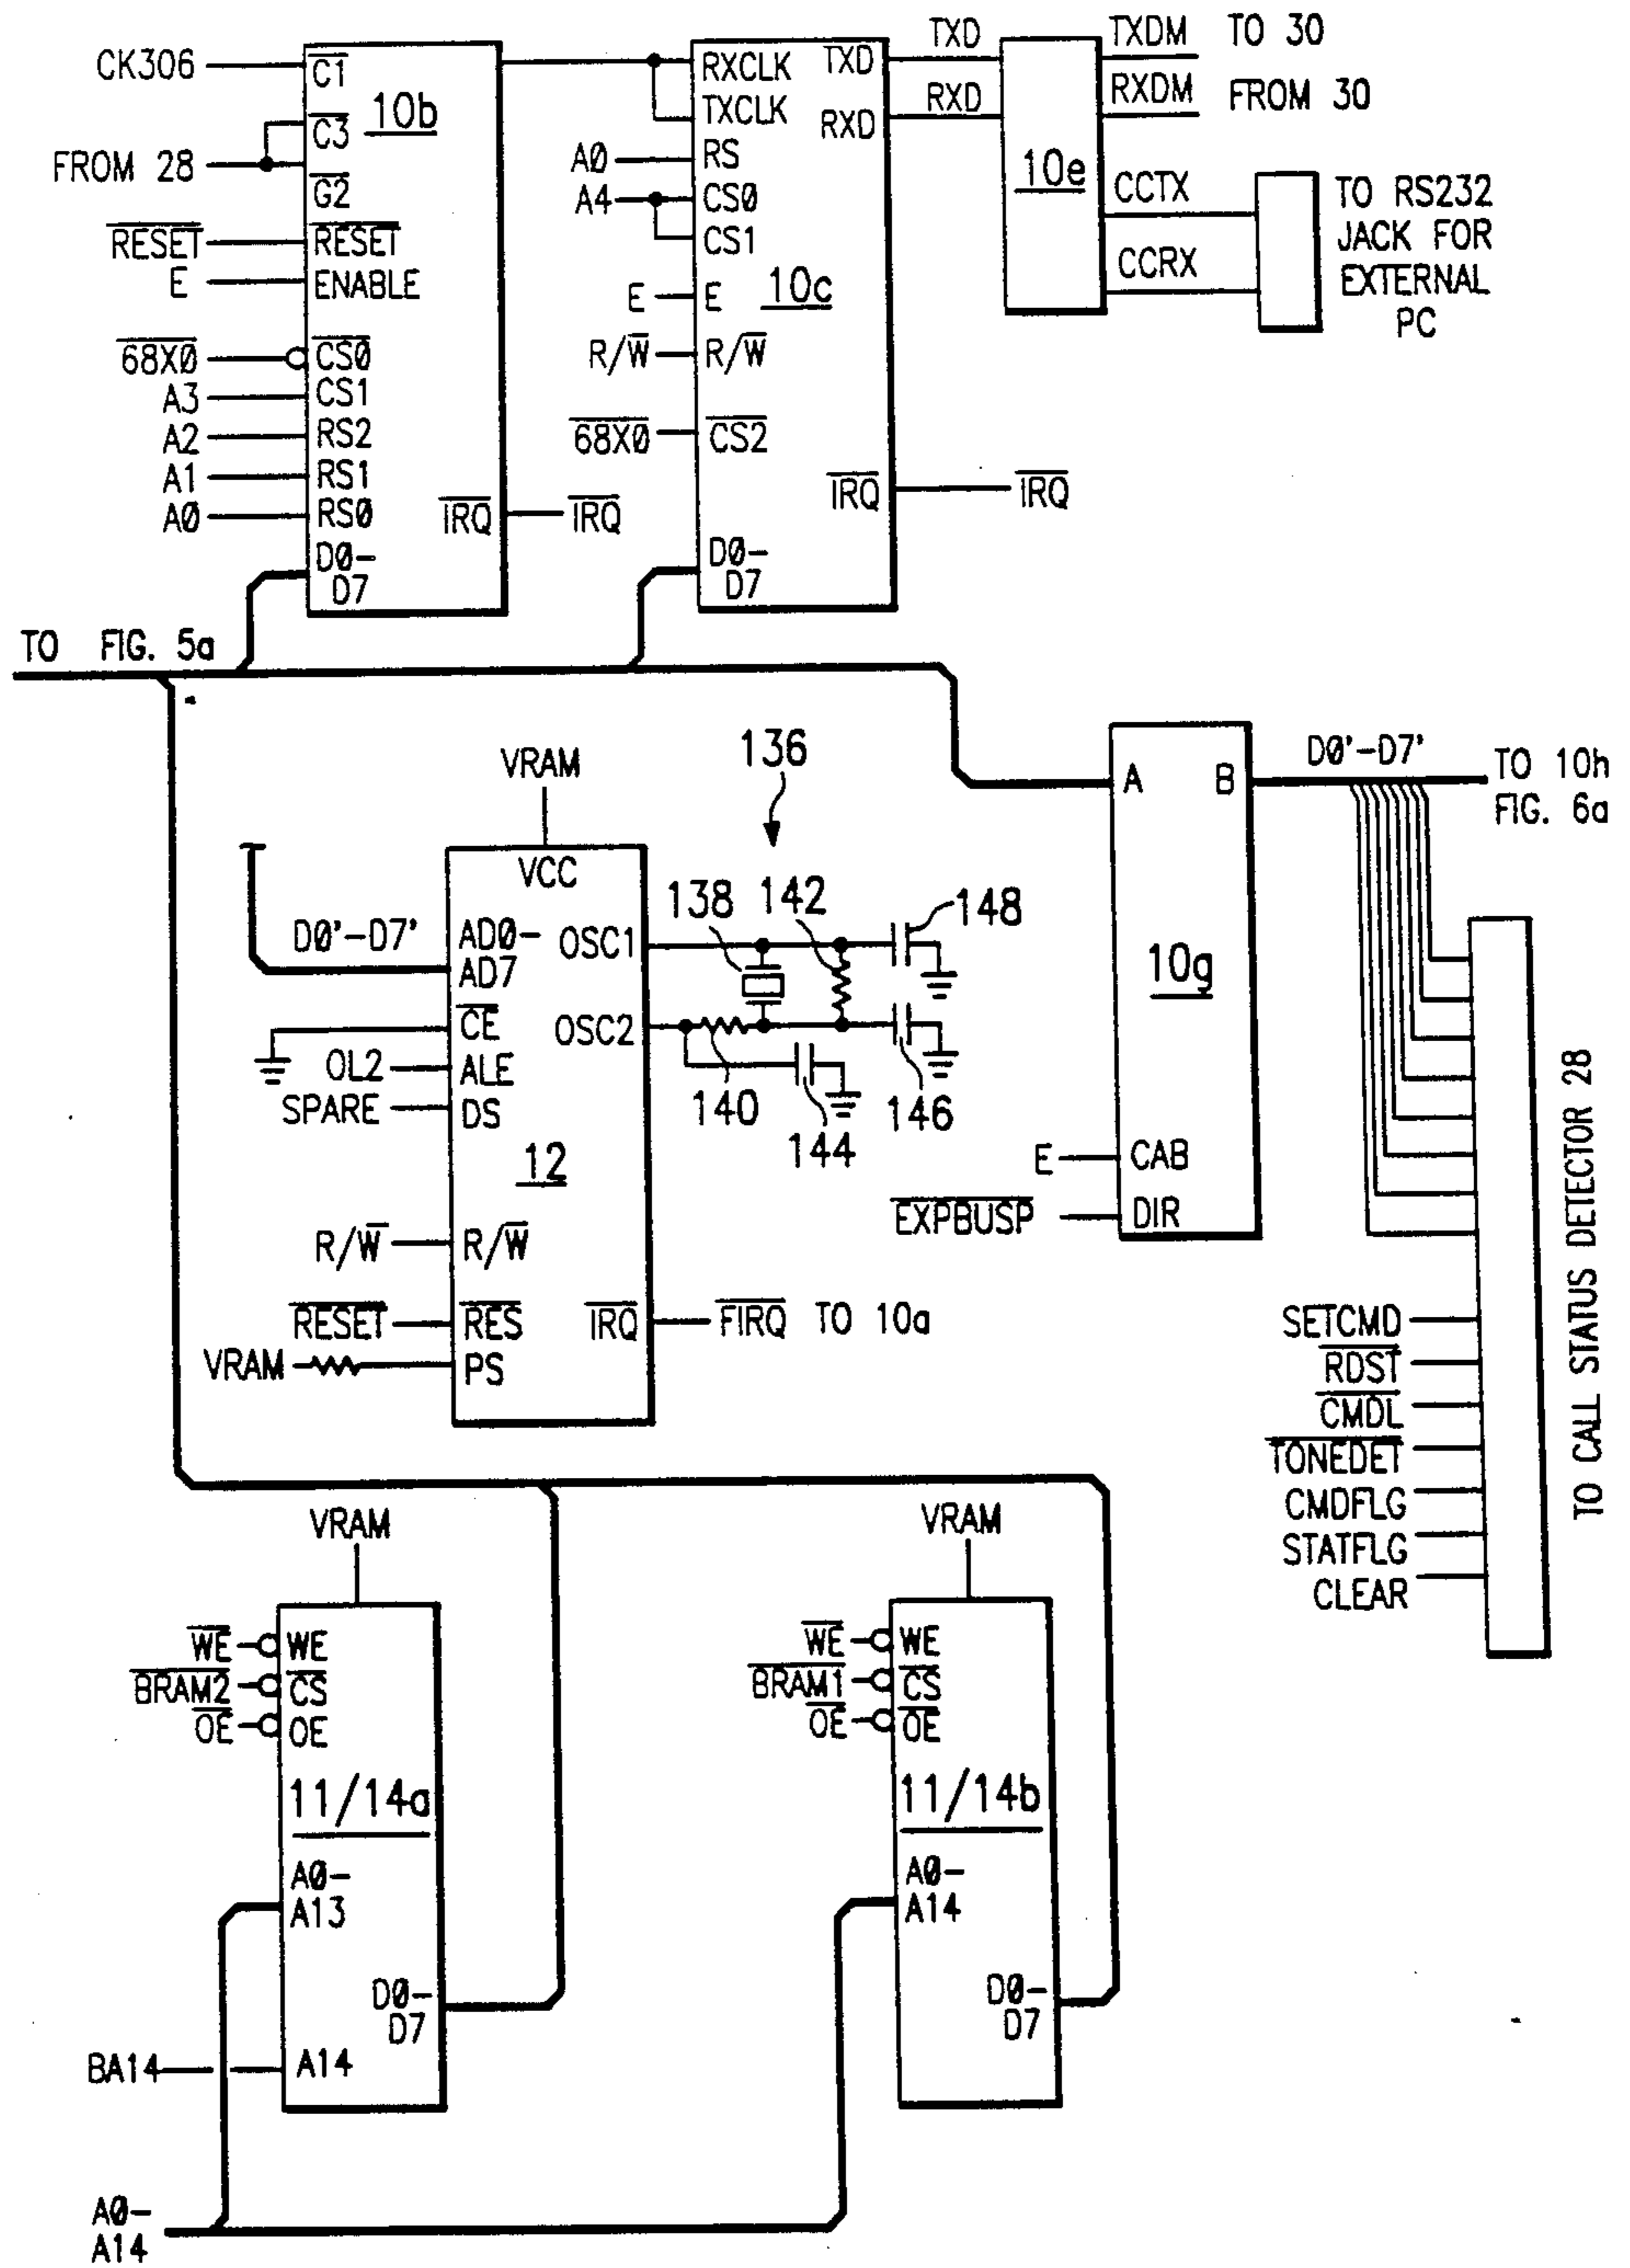 CK306
C1
10b
C3
FROM 28
G2
RESET
RESET
E
ENABLE
68X0
CS0
A3
CS1
A2
RS2
A1
RS1
A0
RS0
IRQ
IRQ
D0-
D7
RXCLK
TXD
TXCLK
RXD
A0
RS
A4
CS0
CS1
10c
E
E
R/W
R/W
68X0
CS2
IRQ
IRQ
D0-
D7
TXD
RXD
10e
TXDM TO 30
RXDM FROM 30
CCTX
CCRX
TO RS232
JACK FOR
EXTERNAL
PC
TO FIG. 5a
VRAM
136
VCC
D0'-D7'
AD0-
AD7
OSC1
138
142
148
CE
OSC2
OL2
ALE
SPARE
DS
140
144
146
12
R/W
R/W
RESET
RES
IRQ
FIRQ TO 10a
VRAM
PS
A
B
10g
E
CAB
EXPBUSP
DIR
D0'-D7'
TO 10h
FIG. 6a
TO CALL STATUS DETECTOR 28
SETCMD
RDST
CMDL
TONEDET
CMDFLG
STATFLG
CLEAR
VRAM
WE
WE
BRAM2
CS
OE
OE
11/14a
A0-
A13
D0-
D7
BA14
A14
VRAM
WE
WE
BRAM1
CS
OE
OE
11/14b
A0-
A14
D0-
D7
A0-
A14